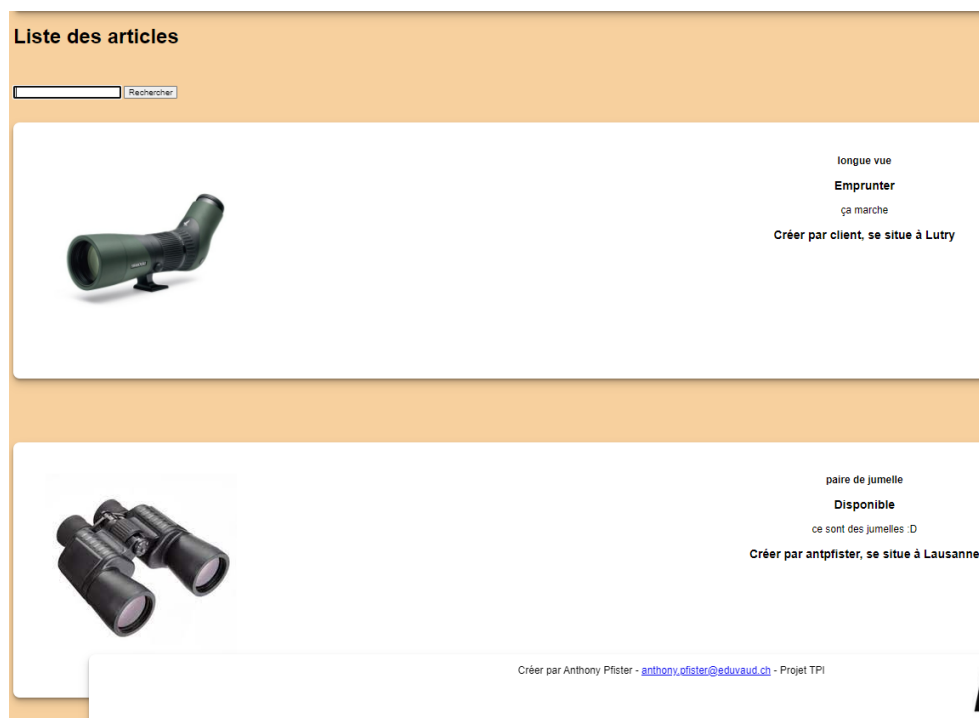 Liste des articles
Rechercher
longue vue
Emprunter
ça marche
Créer par client, se situe à Lutry
paire de jumelle
Disponible
ce sont des jumelles :D
Créer par antpfister, se situe à Lausanne
Créer par Anthony Pfister - anthony.pfister@eduvaud.ch - Projet TPI